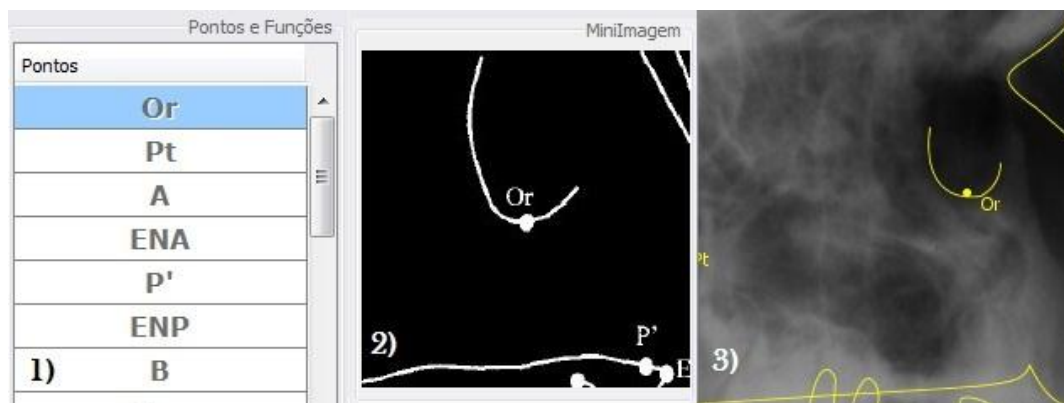 Pontos e Funções
Pontos
Or
Pt
A
ENA
P'
ENP
1) B
MiniImagem
Or
2)
P'
E
Or
Pt
3)